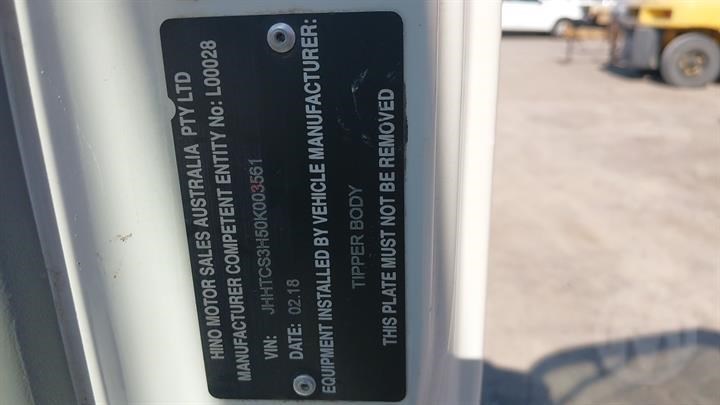 HINO MOTOR SALES AUSTRALIA PTY LTD
MANUFACTURER COMPETENT ENTITY No: L00028
VIN: JHHTCS3H50K003561
DATE: 02.18
EQUIPMENT INSTALLED BY VEHICLE MANUFACTURER:
TIPPER BODY
THIS PLATE MUST NOT BE REMOVED